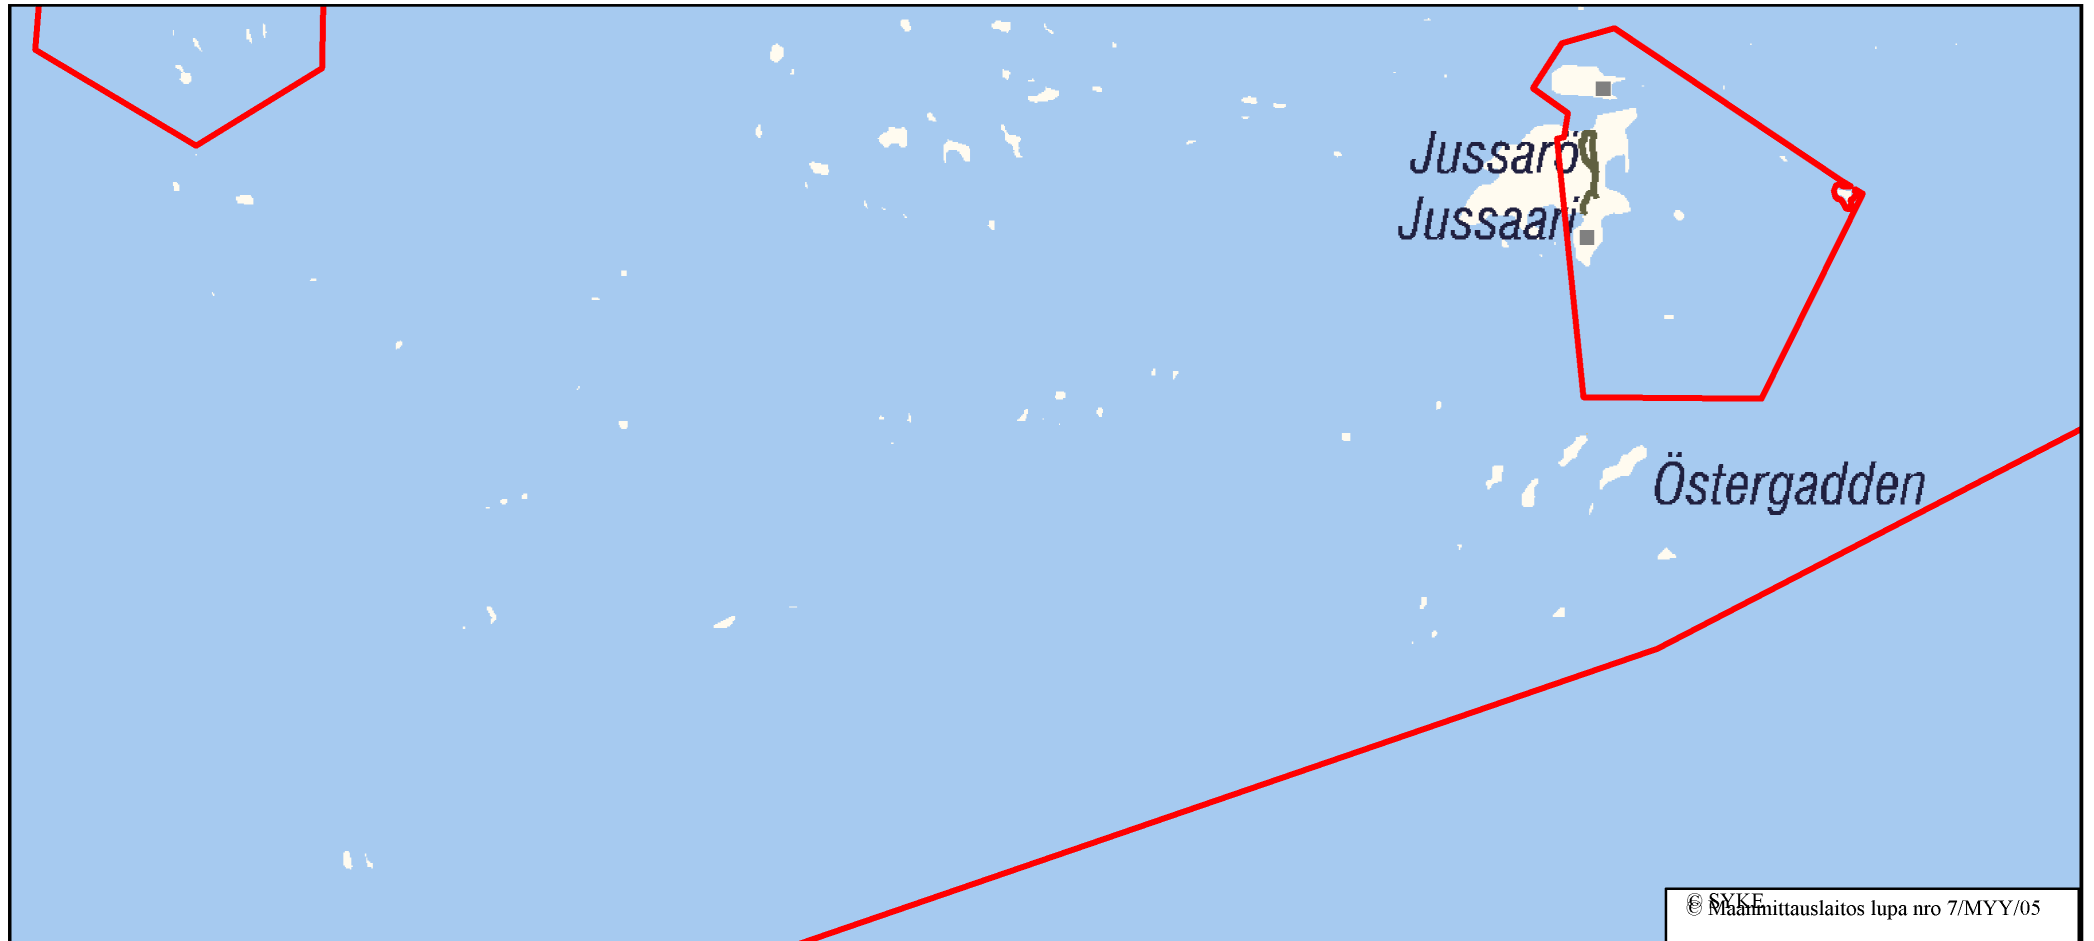 Jussarö
Jussaari
Östergadden
© SYKE
© Maanmittauslaitos lupa nro 7/MYY/05